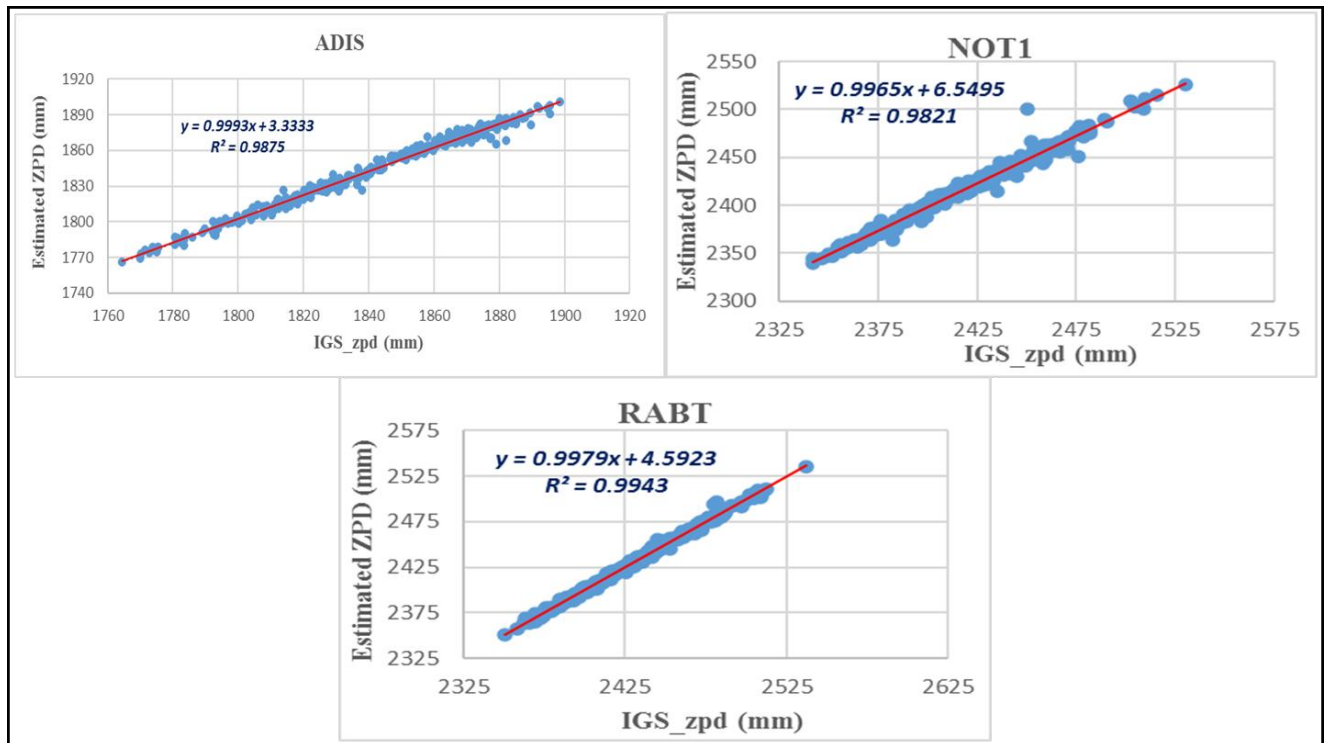 ADIS
Estimated ZPD (mm)
1920
1890
1860
1830
1800
1770
1740
y = 0.9993x + 3.3333
R² = 0.9875
1760 1780 1800 1820 1840 1860 1880 1900 1920
IGS_zpd (mm)
NOT1
Estimated ZPD (mm)
2550
2500
2450
2400
2350
2300
y = 0.9965x + 6.5495
R² = 0.9821
2325 2375 2425 2475 2525 2575
IGS_zpd (mm)
RABT
Estimated ZPD (mm)
2575
2525
2475
2425
2375
2325
y = 0.9979x + 4.5923
R² = 0.9943
2325 2425 2525 2625
IGS_zpd (mm)